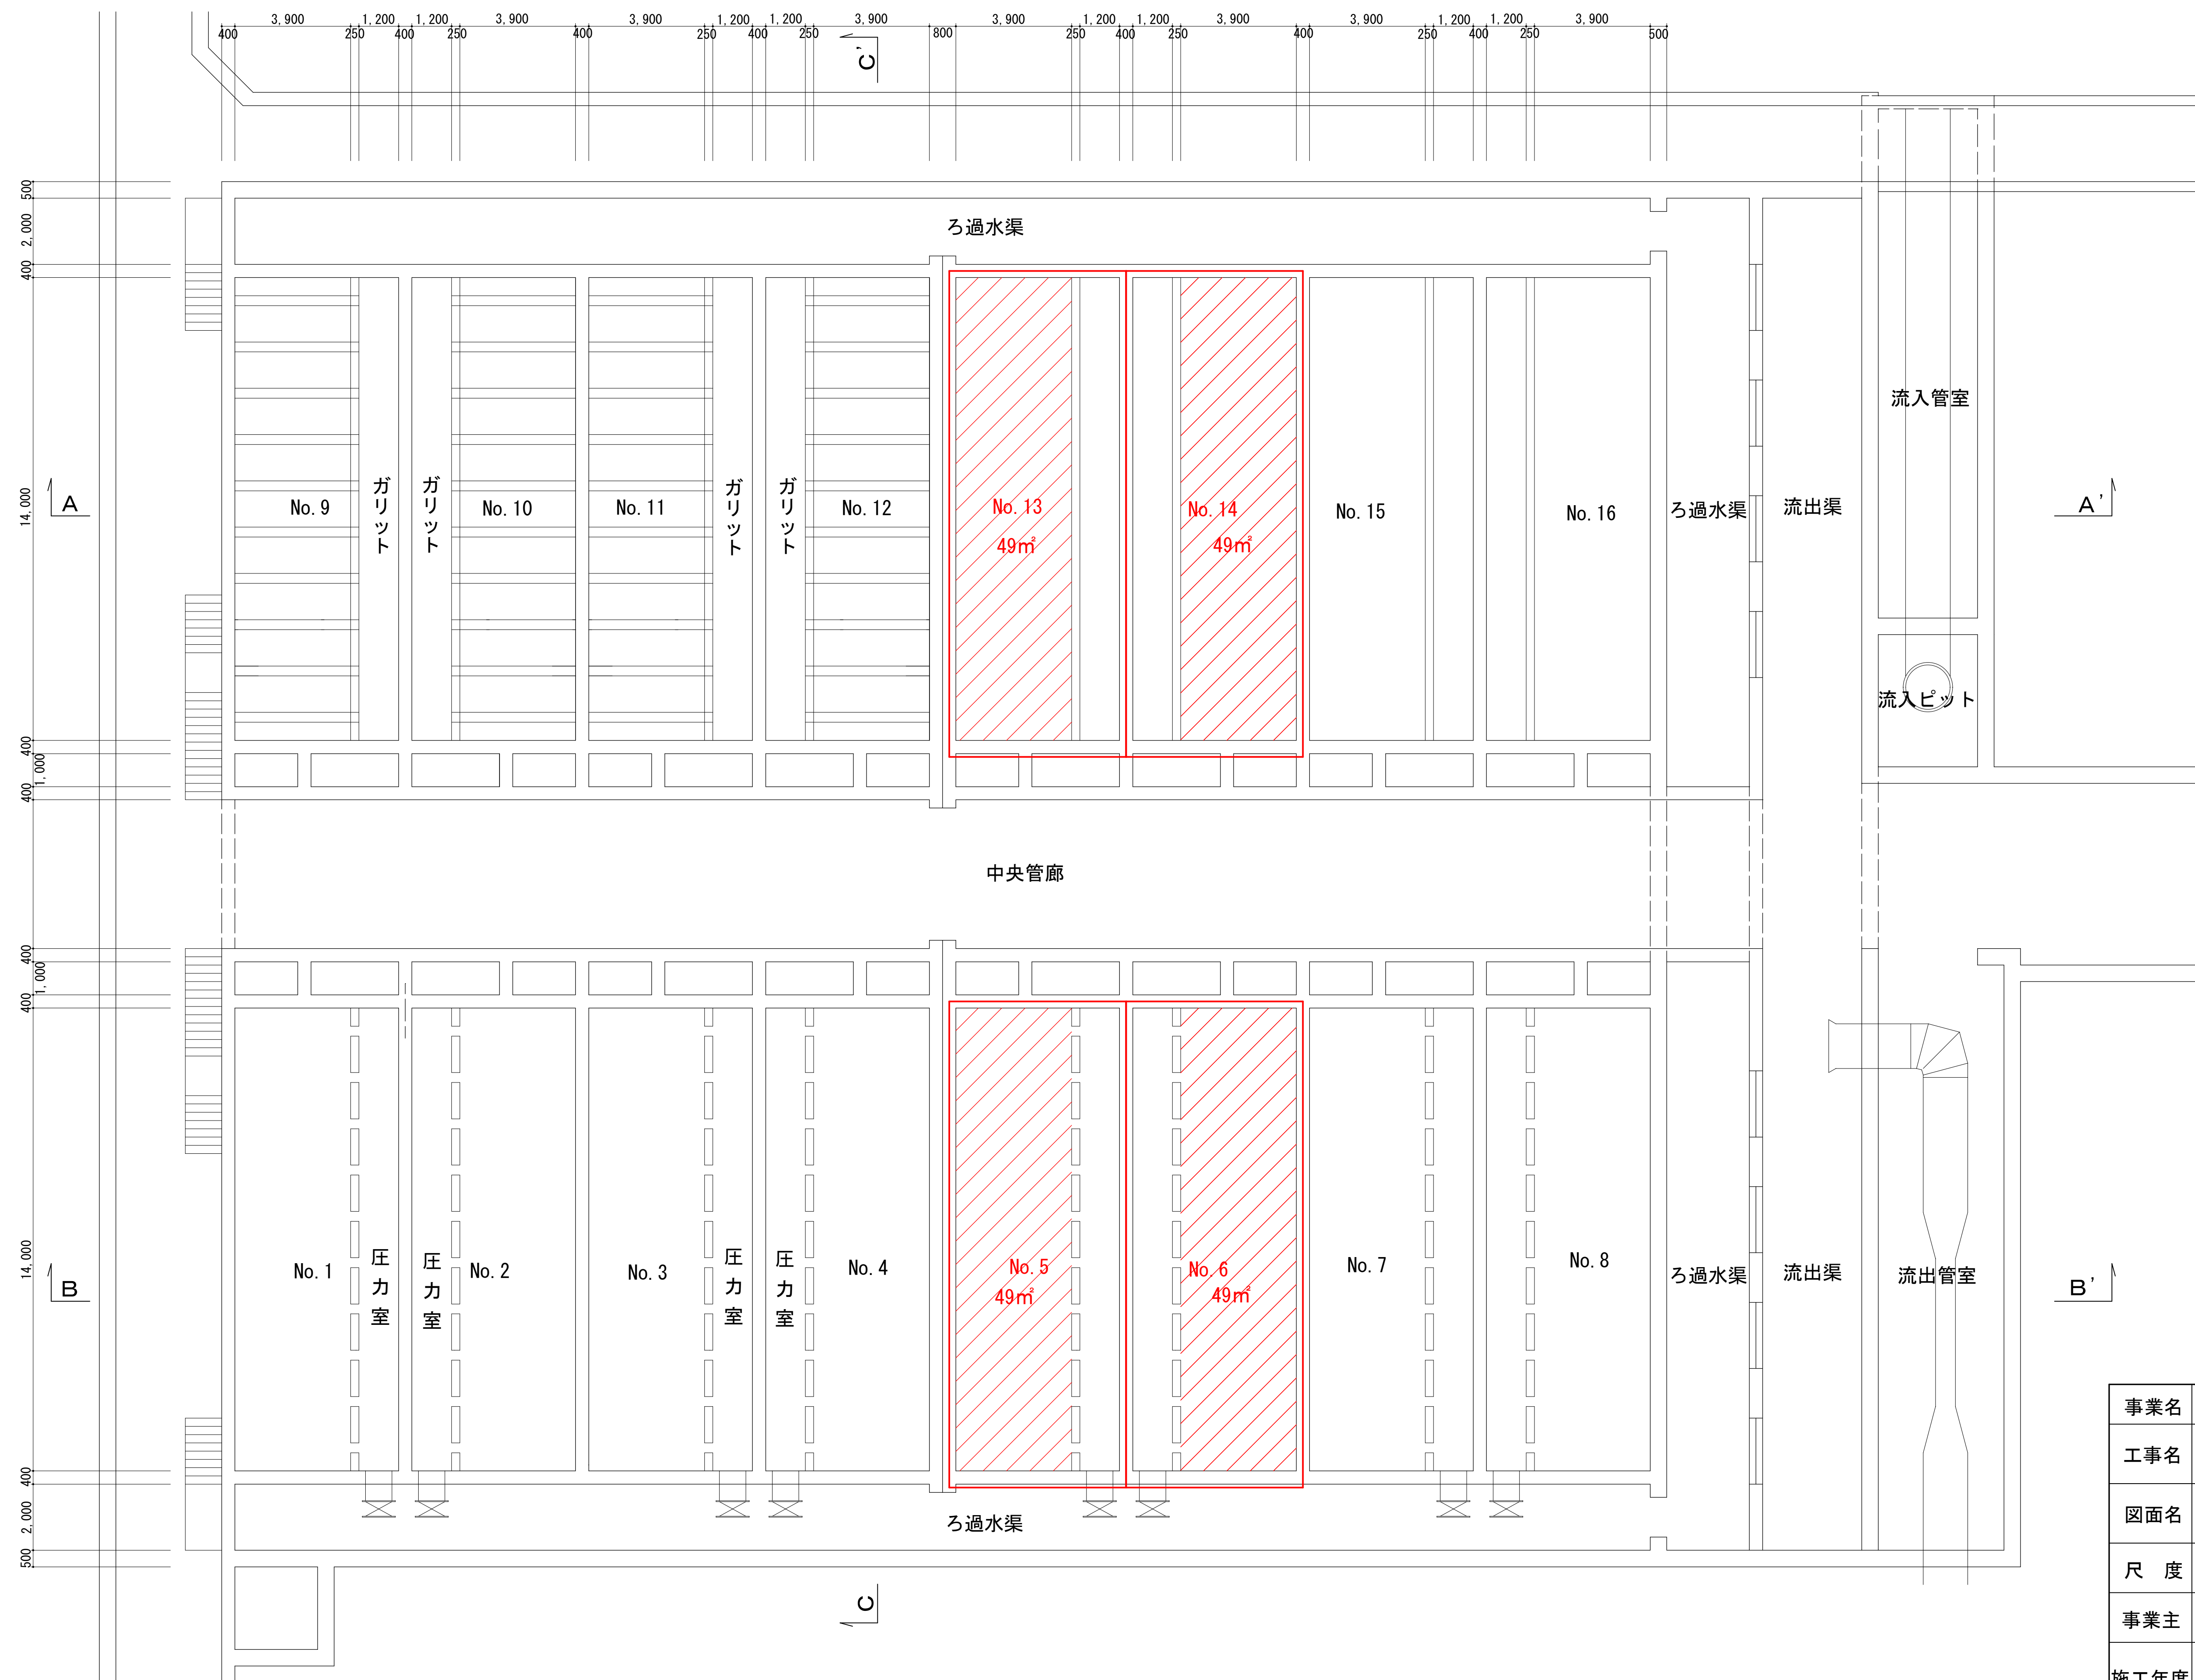 3,900 1,200 1,200 3,900 3,900 1,200 1,200 3,900 3,900 1,200 1,200 3,900 3,900 1,200 1,200 3,900
400 250 400 250 400 250 400 250 800 250 400 250 400 250 400 250 500
C'
500
2,000
400
14,000
400
1,000
400
400
1,000
400
14,000
400
2,000
500
ろ過水渠
A
No.9
ガリット
ガリット
No.10
No.11
ガリット
ガリット
No.12
No.13
49㎡
No.14
49㎡
No.15
No.16
ろ過水渠
流出渠
流入管室
A'
流入ピット
中央管廊
B
No.1
圧力室
圧力室
No.2
No.3
圧力室
圧力室
No.4
No.5
49㎡
No.6
49㎡
No.7
No.8
ろ過水渠
流出渠
流出管室
B'
ろ過水渠
C
事業名
工事名
図面名
尺 度
事業主
施工年度